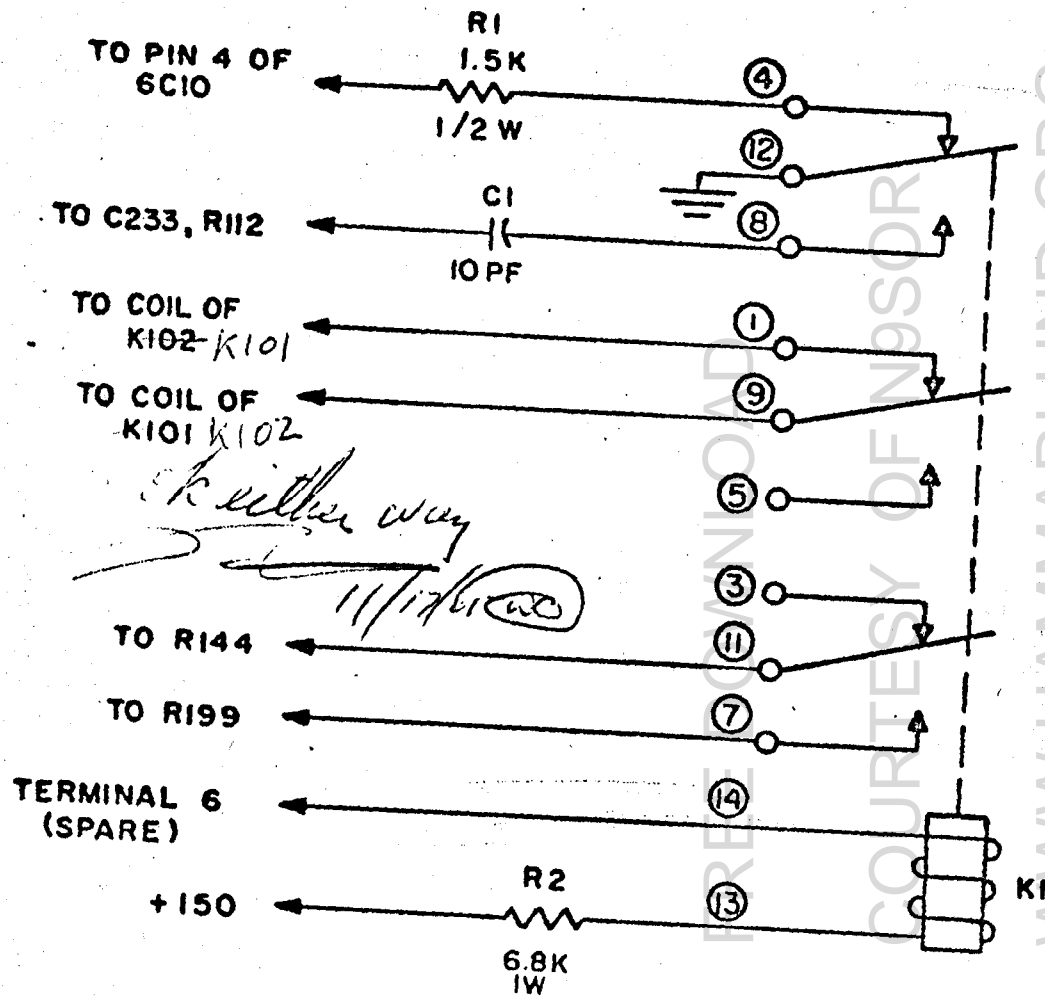 R1
1.5K
1/2 W
TO PIN 4 OF
6C10
4
12
C1
10 PF
TO C233, R112
8
TO COIL OF
K102 K101
1
TO COIL OF
K101 K102
9
either way
5
3
TO R144
11
TO R199
7
TERMINAL 6
(SPARE)
14
+150
R2
6.8K
1W
13
K1
FREE DOWNLOAD
COURTESY OF N9SOR